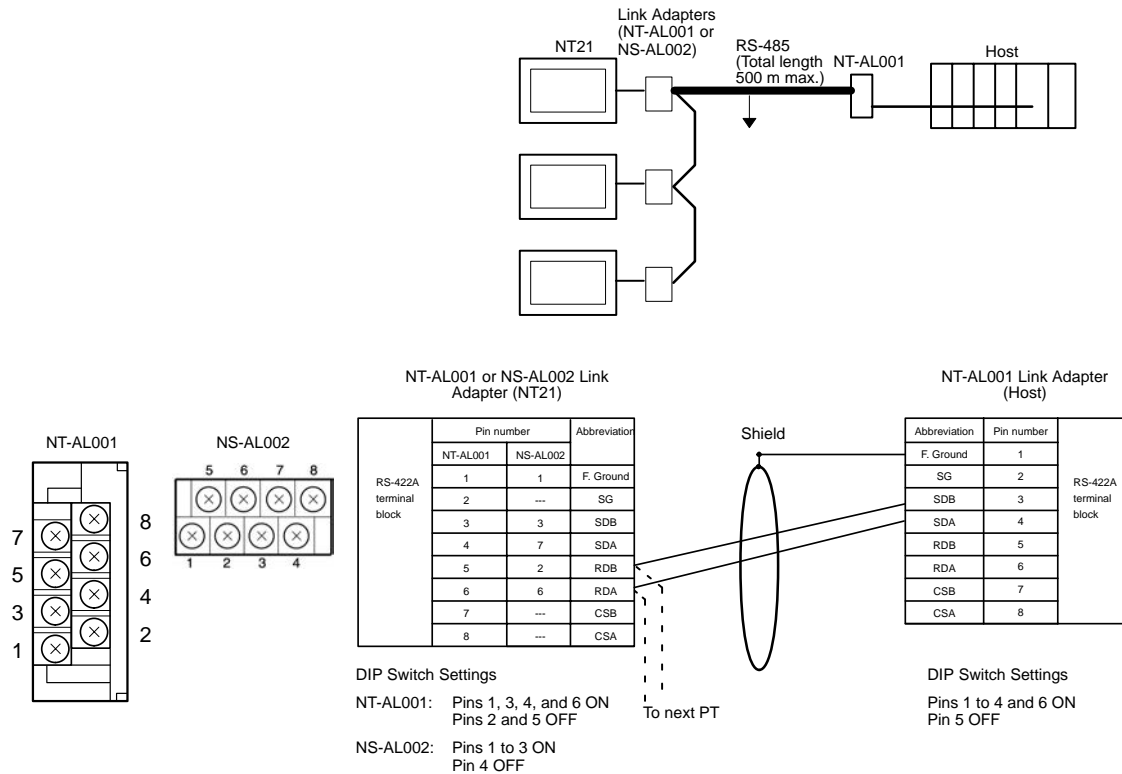 Link Adapters
(NT-AL001 or
NS-AL002)
NT21
RS-485
(Total length
500 m max.)
NT-AL001
Host
NT-AL001
7
5
3
1
8
6
4
2
NS-AL002
5 6 7 8
1 2 3 4
NT-AL001 or NS-AL002 Link
Adapter (NT21)
RS-422A
terminal
block
Pin number Abbreviation
NT-AL001 NS-AL002
1 1 F. Ground
2 --- SG
3 3 SDB
4 7 SDA
5 2 RDB
6 6 RDA
7 --- CSB
8 --- CSA
DIP Switch Settings
NT-AL001: Pins 1, 3, 4, and 6 ON
Pins 2 and 5 OFF
NS-AL002: Pins 1 to 3 ON
Pin 4 OFF
To next PT
Shield
NT-AL001 Link Adapter
(Host)
Abbreviation Pin number
F. Ground 1
SG 2
SDB 3
SDA 4
RDB 5
RDA 6
CSB 7
CSA 8
RS-422A
terminal
block
DIP Switch Settings
Pins 1 to 4 and 6 ON
Pin 5 OFF